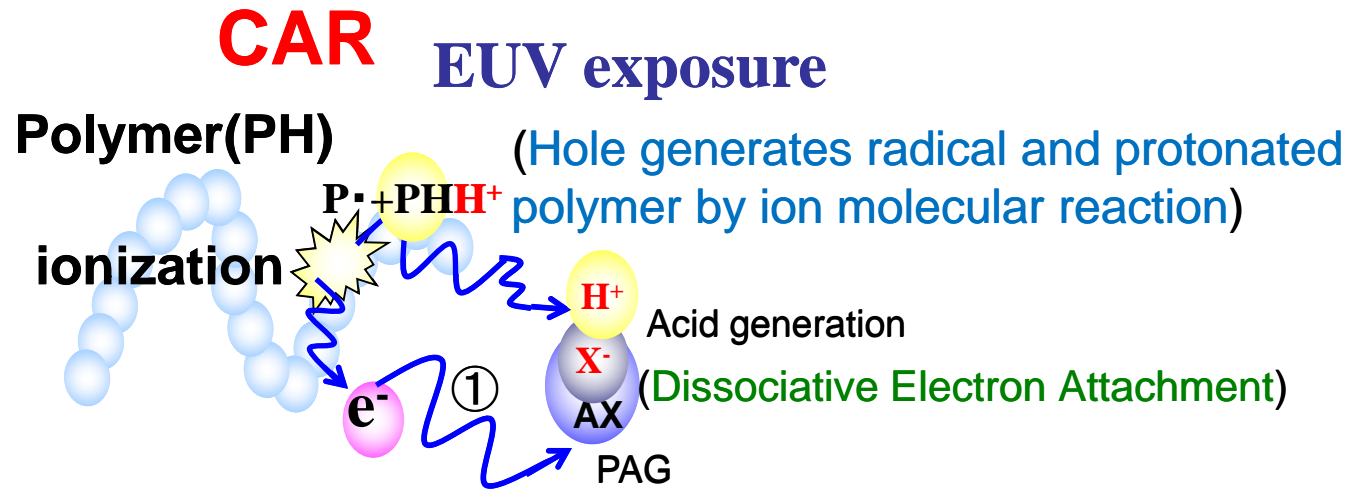 CAR
EUV exposure
Polymer(PH)
(Hole generates radical and protonated
P·+PHH⁺ polymer by ion molecular reaction)
ionization
H⁺
Acid generation
X⁻
(Dissociative Electron Attachment)
e⁻
①
AX
PAG